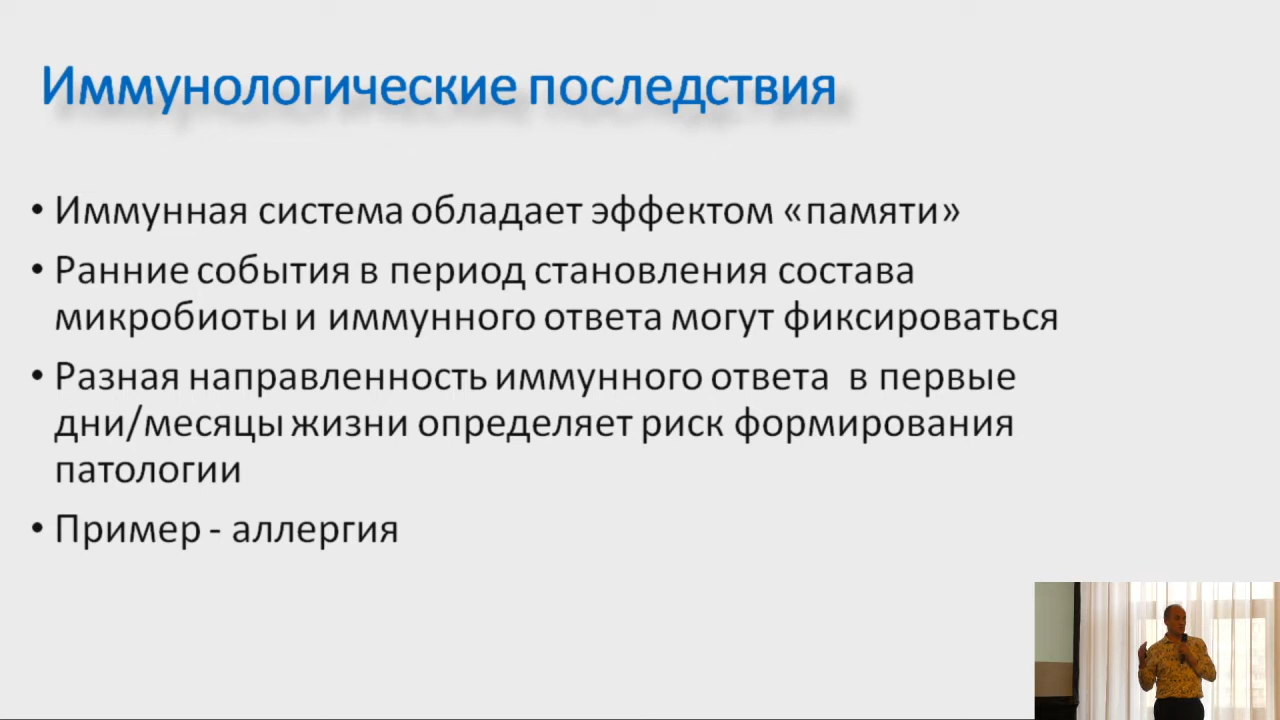 Иммунологические последствия
• Иммунная система обладает эффектом «памяти»
• Ранние события в период становления состава
микробиоты и иммунного ответа могут фиксироваться
• Разная направленность иммунного ответа в первые
дни/месяцы жизни определяет риск формирования
патологии
• Пример - аллергия